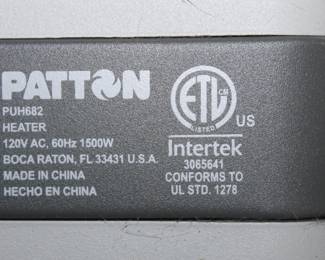 PATTON
PUH682
HEATER
120V AC, 60Hz 1500W
BOCA RATON, FL 33431 U.S.A.
MADE IN CHINA
HECHO EN CHINA
ETL CM
LISTED
US
Intertek
3065641
CONFORMS TO
UL STD. 1278